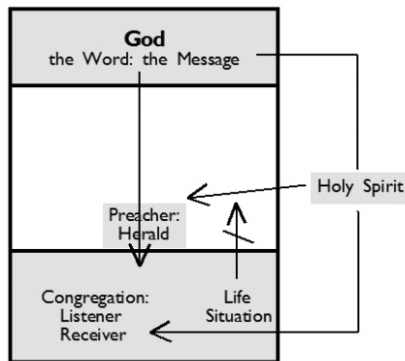 God
the Word: the Message
Holy Spirit
Preacher:
Herald
Congregation:
Listener
Receiver
Life
Situation